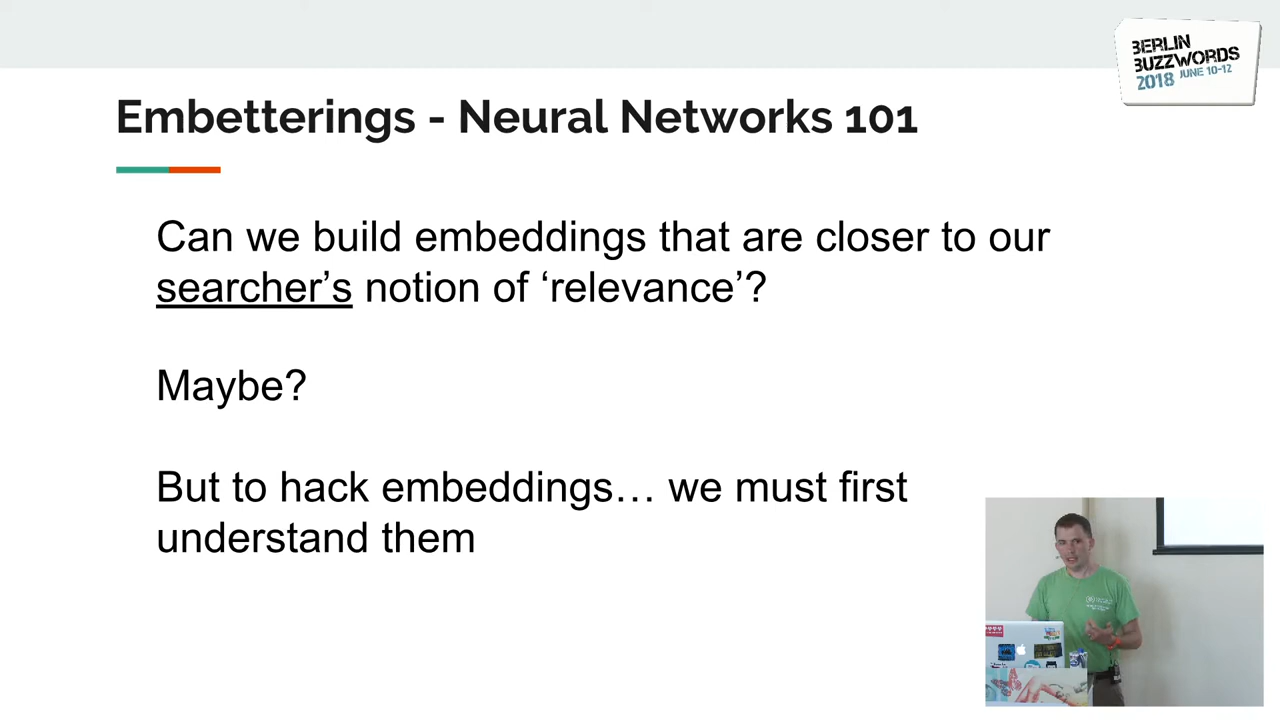 BERLIN
BUZZWORDS
2018 JUNE 10-12
Embetterings - Neural Networks 101
Can we build embeddings that are closer to our
searcher’s notion of ‘relevance’?
Maybe?
But to hack embeddings… we must first
understand them